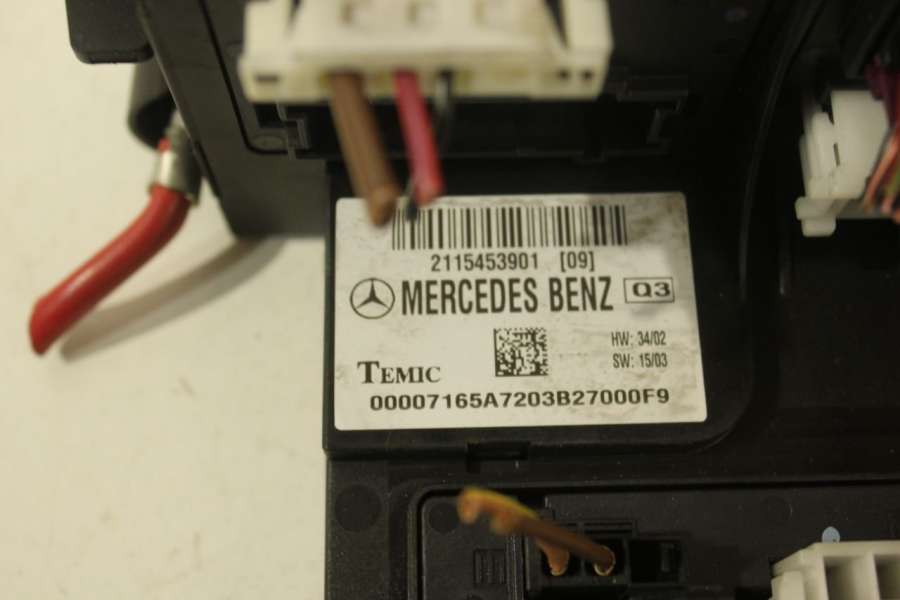 2115453901 [09]
MERCEDES BENZ Q3
HW: 34/02
SW: 15/03
TEMIC
00007165A7203B27000F9